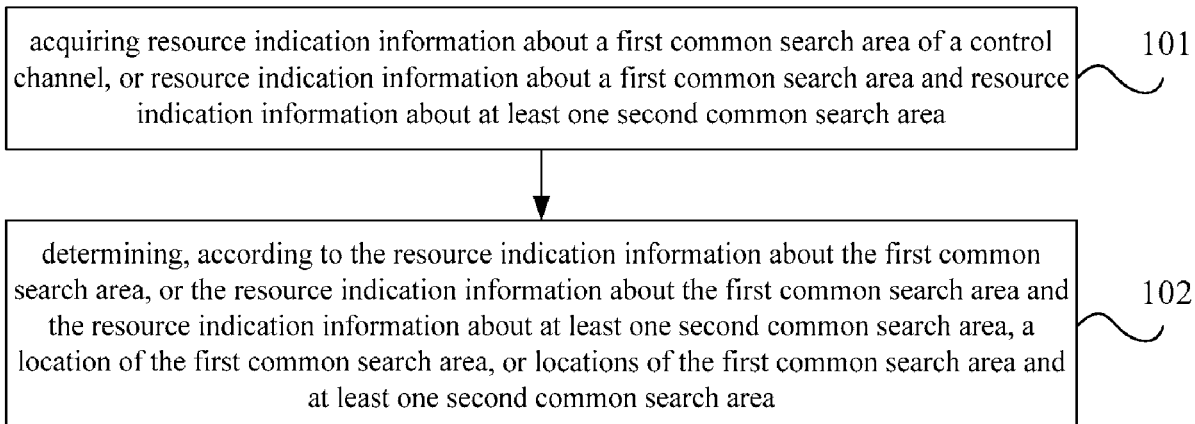 acquiring resource indication information about a first common search area of a control
channel, or resource indication information about a first common search area and resource
indication information about at least one second common search area
101
determining, according to the resource indication information about the first common
search area, or the resource indication information about the first common search area and
the resource indication information about at least one second common search area, a
location of the first common search area, or locations of the first common search area and
at least one second common search area
102